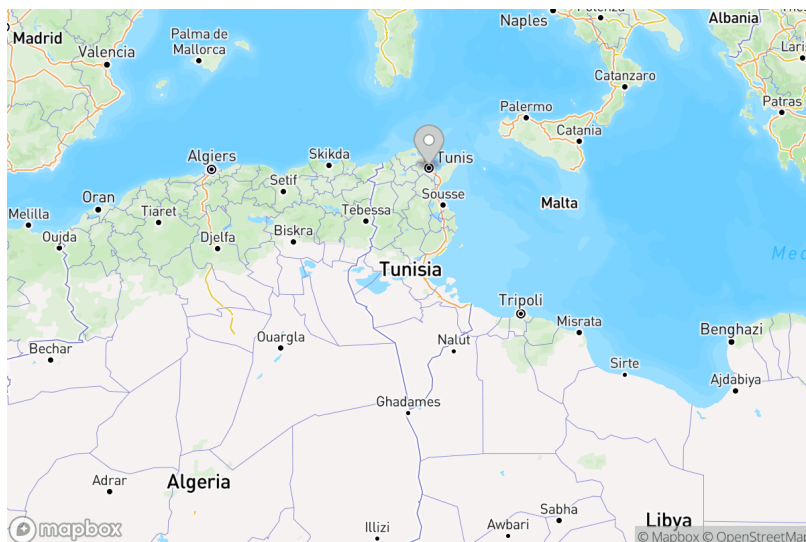 Madrid
Valencia
Palma de
Mallorca
Naples
Albania
Catanzaro
Patras
Palermo
Catania
Algiers
Skikda
Tunis
Setif
Sousse
Oran
Malta
Melilla
Tiaret
Tebessa
Oujda
Djelfa
Biskra
Tunisia
Tripoli
Misrata
Benghazi
Ouargla
Nalut
Bechar
Sirte
Ajdabiya
Ghadames
Adrar
Algeria
Sabha
Illizi
Awbari
Libya
mapbox
© Mapbox © OpenStreetMap